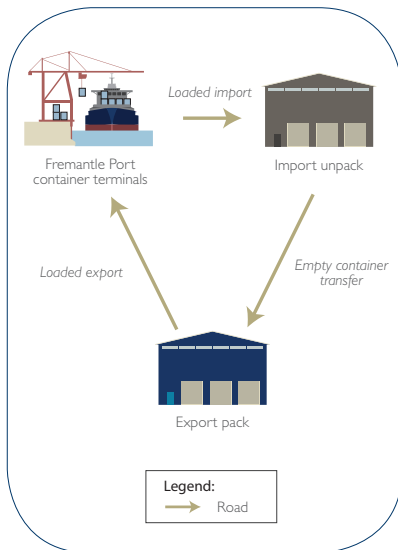 Loaded import
Fremantle Port
container terminals
Import unpack
Loaded export
Empty container
transfer
Export pack
Legend:
Road